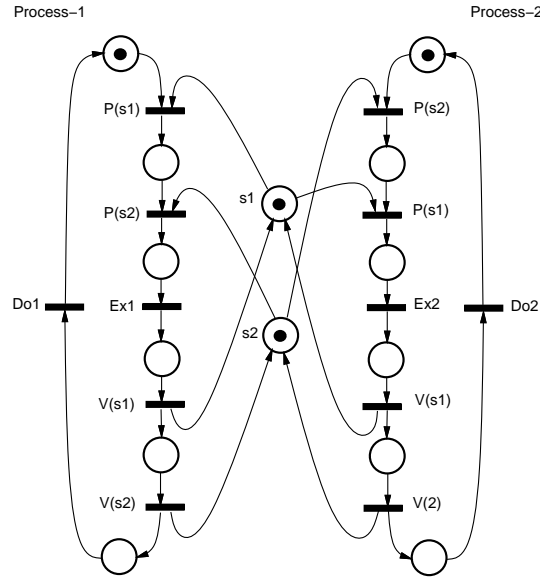 Process−1
Process−2
P(s1)
P(s2)
s1
P(s2)
P(s1)
Do1
Ex1
Ex2
Do2
s2
V(s1)
V(s1)
V(s2)
V(2)